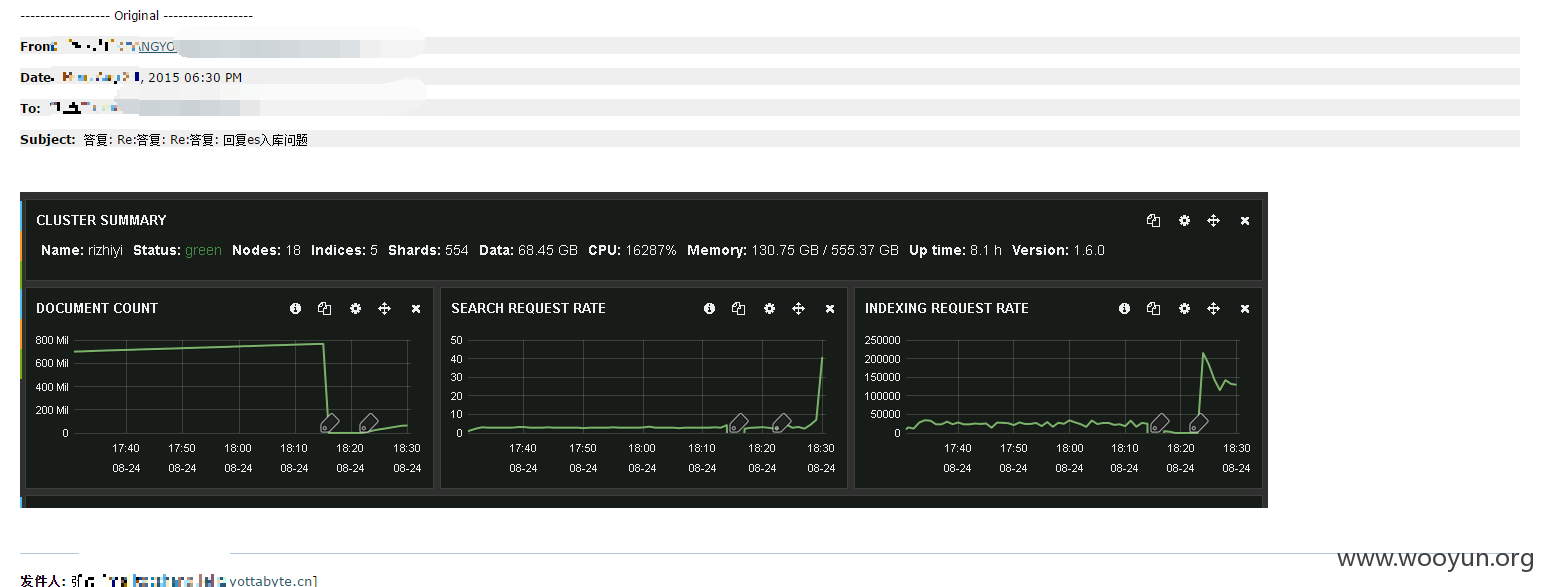 ------------------ Original ------------------
From
ANGYO
Date. , 2015 06:30 PM
To:
Subject: 答复: Re:答复: Re:答复: 回复es入库问题
CLUSTER SUMMARY
Name: rizhiyi Status: green Nodes: 18 Indices: 5 Shards: 554 Data: 68.45 GB CPU: 16287% Memory: 130.75 GB / 555.37 GB Up time: 8.1 h Version: 1.6.0
DOCUMENT COUNT
800 Mil
600 Mil
400 Mil
200 Mil
0
17:40 17:50 18:00 18:10 18:20 18:30
08-24 08-24 08-24 08-24 08-24 08-24
SEARCH REQUEST RATE
50
40
30
20
10
0
17:40 17:50 18:00 18:10 18:20 18:30
08-24 08-24 08-24 08-24 08-24 08-24
INDEXING REQUEST RATE
250000
200000
150000
100000
50000
0
17:40 17:50 18:00 18:10 18:20 18:30
08-24 08-24 08-24 08-24 08-24 08-24
www.wooyun.org
发件人: yottabyte.cn]